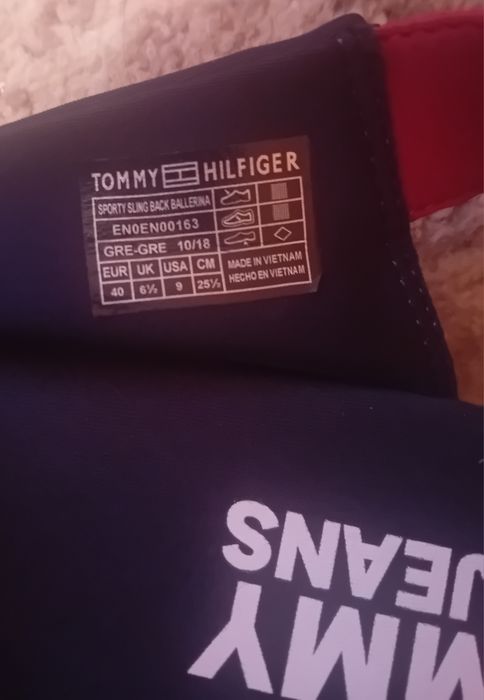 TOMMY HILFIGER
SPORTY SLING BACK BALLERINA
EN0EN00163
GRE-GRE 10/18
EUR UK USA CM
40 6½ 9 25½
MADE IN VIETNAM
HECHO EN VIETNAM
JEANS